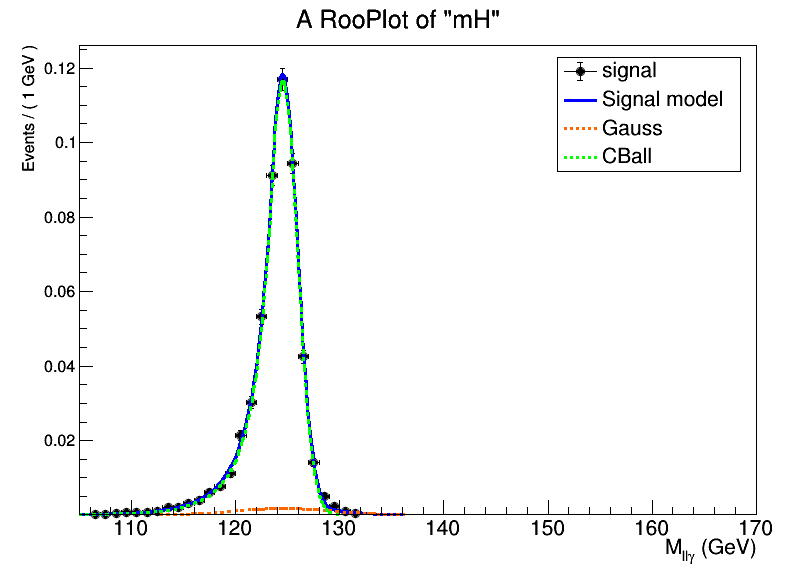 A RooPlot of "mH"
Events / ( 1 GeV )
0.12
0.1
0.08
0.06
0.04
0.02
signal
Signal model
Gauss
CBall
110 120 130 140 150 160 170
M_llγ (GeV)